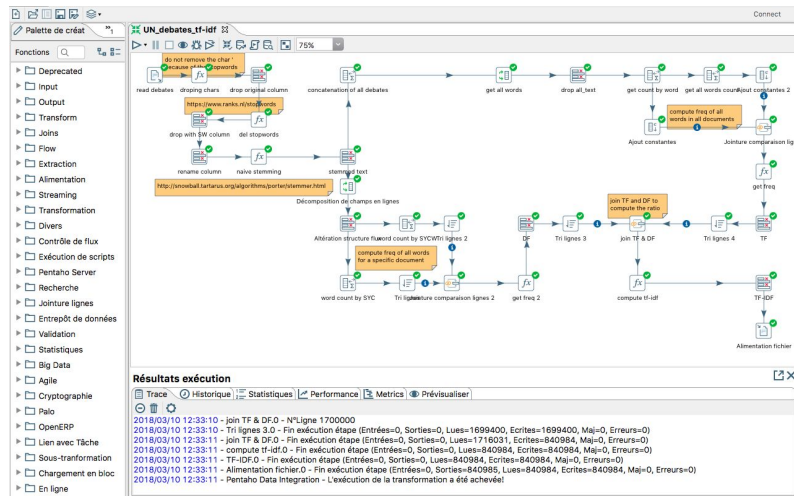 Connect
Palette de créat
1
UN_debates_tf-idf
Fonctions
75%
Deprecated
Input
Output
Transform
Joins
Flow
Extraction
Alimentation
Streaming
Transformation
Divers
Contrôle de flux
Exécution de scripts
Pentaho Server
Recherche
Jointure lignes
Entrepôt de données
Validation
Statistiques
Big Data
Agile
Cryptographie
Palo
OpenERP
Lien avec Tâche
Sous-tranformation
Chargement en bloc
En ligne
do not remove the char '
because of the stopwords
read debates
droping chars
drop original column
concatenation of all debates
get all words
drop all_text
get count by word
get all words count
Ajout constantes 2
https://www.ranks.nl/stopwords
drop with SW column
del stopwords
compute freq of all
words in all documents
Ajout constantes
Jointure comparaison lig
rename column
naive stemming
stemmed text
get freq
http://snowball.tartarus.org/algorithms/porter/stemmer.html
Décomposition de champs en lignes
join TF and DF to
compute the ratio
Altération structure flux
word count by SYCW
Tri lignes 2
DF
Tri lignes 3
join TF & DF
Tri lignes 4
TF
compute freq of all words
for a specific document
word count by SYC
Tri lignes
Jointure comparaison lignes 2
get freq 2
compute tf-idf
TF-IDF
Alimentation fichier
Résultats exécution
Trace
Historique
Statistiques
Performance
Metrics
Prévisualiser
2018/03/10 12:33:10 - join TF & DF.0 - N°Ligne 1700000
2018/03/10 12:33:11 - Tri lignes 3.0 - Fin exécution étape (Entrées=0, Sorties=0, Lues=1699400, Ecrites=1699400, Maj=0, Erreurs=0)
2018/03/10 12:33:11 - join TF & DF.0 - Fin exécution étape (Entrées=0, Sorties=0, Lues=1716031, Ecrites=840984, Maj=0, Erreurs=0)
2018/03/10 12:33:11 - compute tf-idf.0 - Fin exécution étape (Entrées=0, Sorties=0, Lues=840984, Ecrites=840984, Maj=0, Erreurs=0)
2018/03/10 12:33:11 - TF-IDF.0 - Fin exécution étape (Entrées=0, Sorties=0, Lues=840984, Ecrites=840984, Maj=0, Erreurs=0)
2018/03/10 12:33:11 - Alimentation fichier.0 - Fin exécution étape (Entrées=0, Sorties=840985, Lues=840984, Ecrites=840984, Maj=0, Erreurs=0)
2018/03/10 12:33:11 - Pentaho Data Integration - L'exécution de la transformation a été achevée!